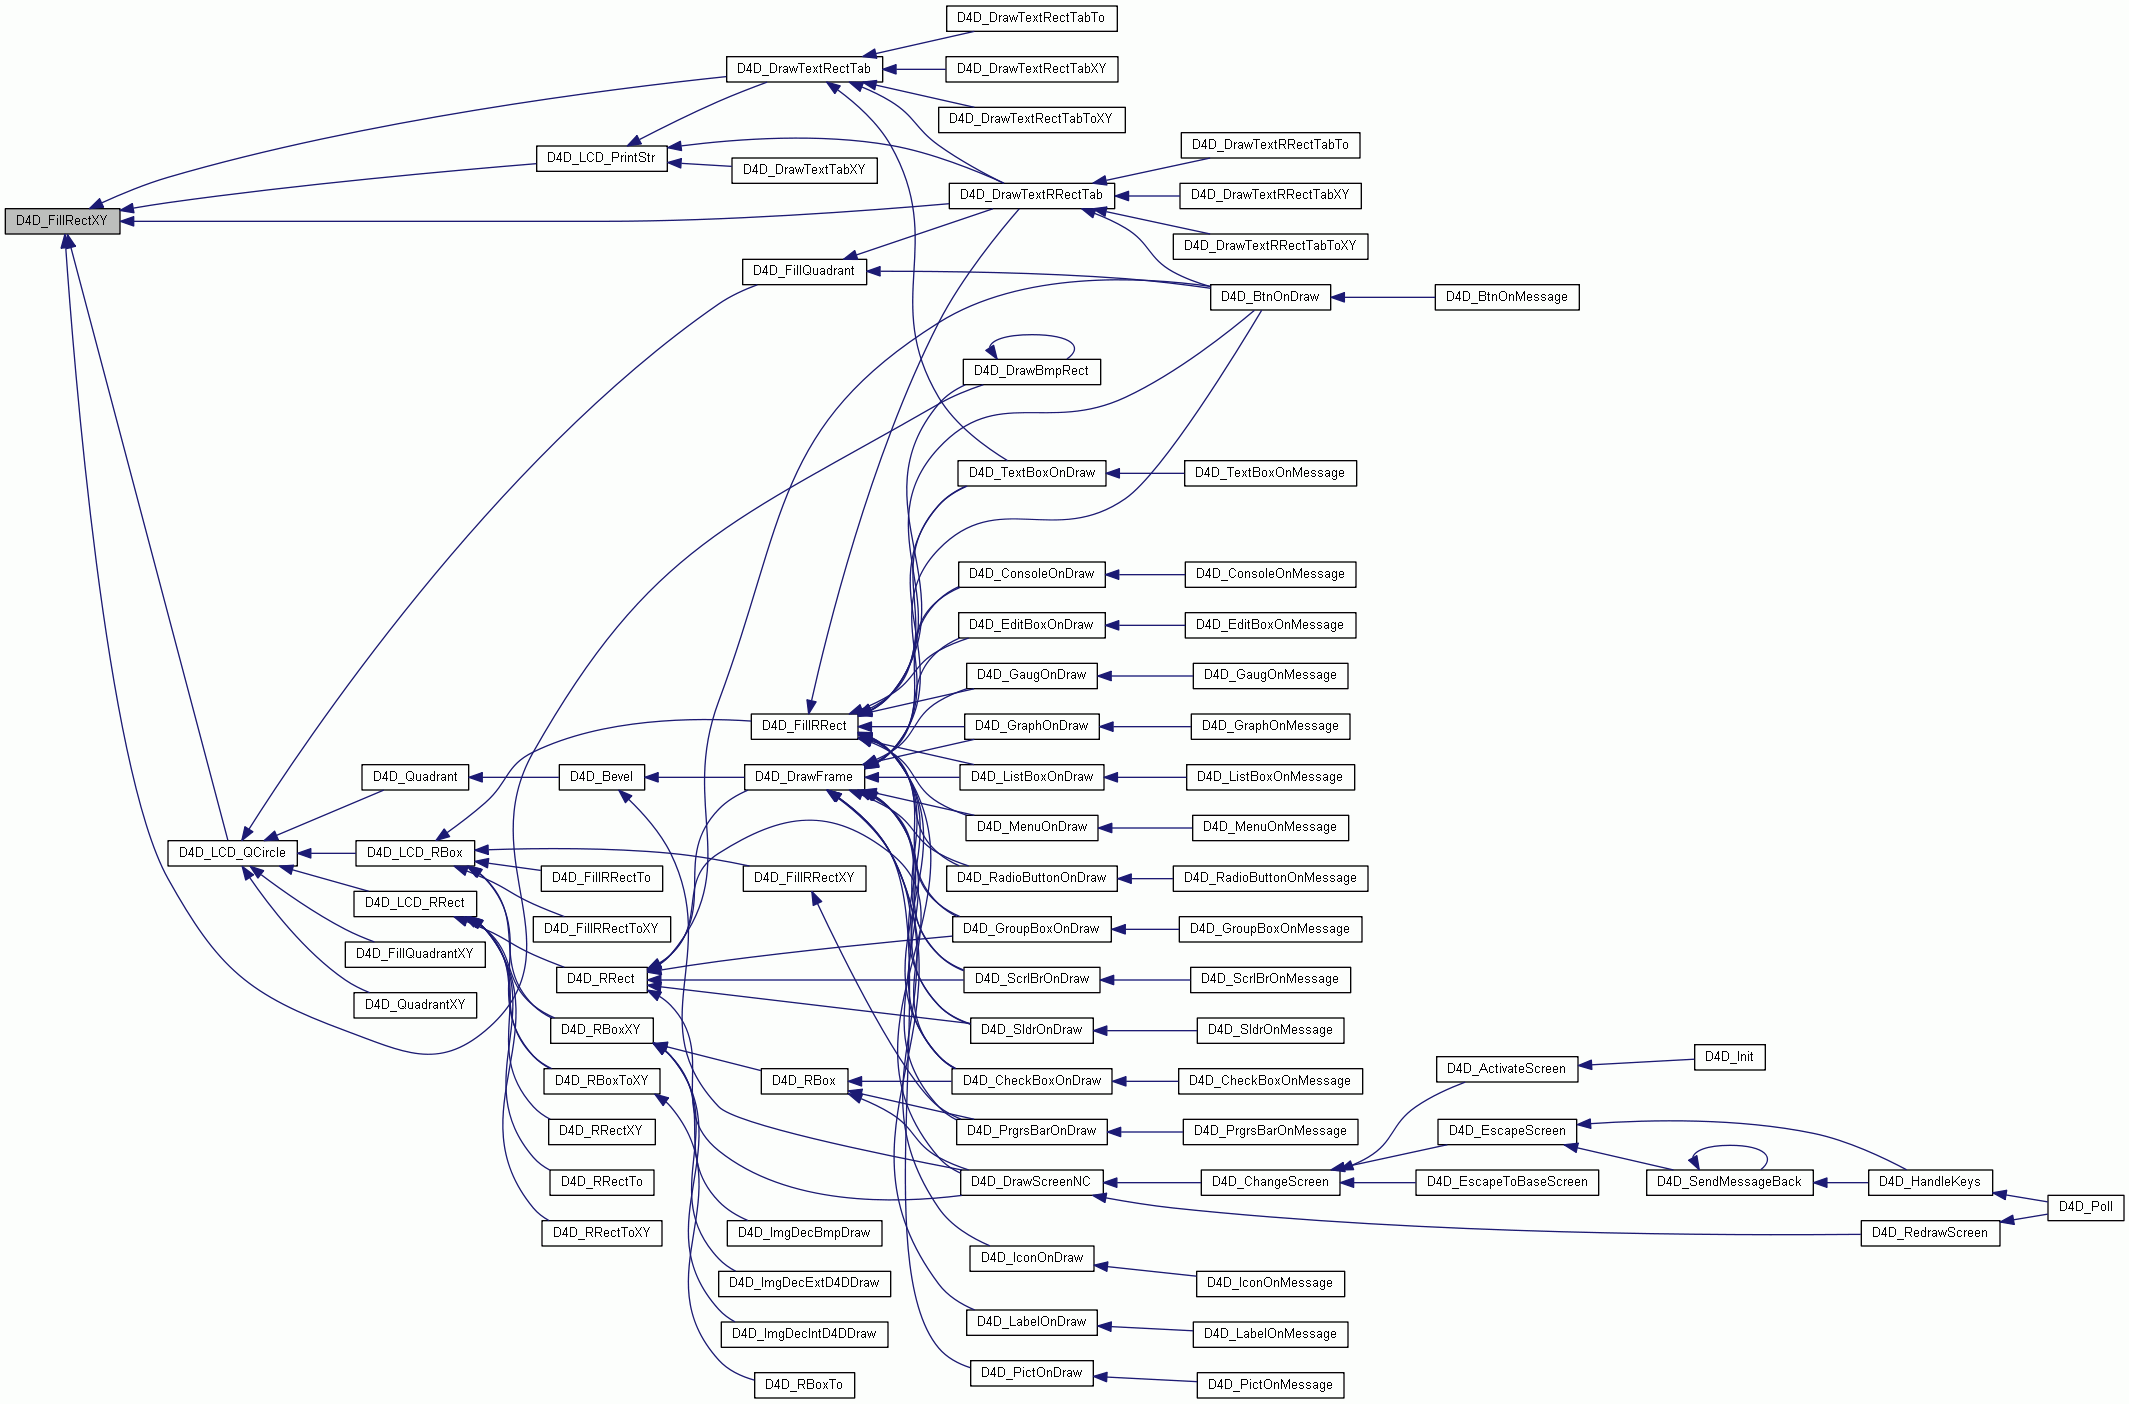 D4D_DrawTextRectTabTo
D4D_DrawTextRectTab
D4D_DrawTextRectTabXY
D4D_DrawTextRectTabToXY
D4D_LCD_PrintStr
D4D_DrawTextTabXY
D4D_DrawTextRRectTabTo
D4D_DrawTextRRectTab
D4D_DrawTextRRectTabXY
D4D_FillRectXY
D4D_DrawTextRRectTabToXY
D4D_FillQuadrant
D4D_BtnOnDraw
D4D_BtnOnMessage
D4D_DrawBmpRect
D4D_TextBoxOnDraw
D4D_TextBoxOnMessage
D4D_ConsoleOnDraw
D4D_ConsoleOnMessage
D4D_EditBoxOnDraw
D4D_EditBoxOnMessage
D4D_GaugOnDraw
D4D_GaugOnMessage
D4D_FillRRect
D4D_GraphOnDraw
D4D_GraphOnMessage
D4D_Quadrant
D4D_Bevel
D4D_DrawFrame
D4D_ListBoxOnDraw
D4D_ListBoxOnMessage
D4D_MenuOnDraw
D4D_MenuOnMessage
D4D_LCD_QCircle
D4D_LCD_RBox
D4D_FillRRectTo
D4D_FillRRectXY
D4D_RadioButtonOnDraw
D4D_RadioButtonOnMessage
D4D_LCD_RRect
D4D_FillRRectToXY
D4D_GroupBoxOnDraw
D4D_GroupBoxOnMessage
D4D_FillQuadrantXY
D4D_RRect
D4D_ScrlBrOnDraw
D4D_ScrlBrOnMessage
D4D_QuadrantXY
D4D_RBoxXY
D4D_SldrOnDraw
D4D_SldrOnMessage
D4D_RBoxToXY
D4D_RBox
D4D_CheckBoxOnDraw
D4D_CheckBoxOnMessage
D4D_ActivateScreen
D4D_Init
D4D_RRectXY
D4D_PrgrsBarOnDraw
D4D_PrgrsBarOnMessage
D4D_EscapeScreen
D4D_RRectTo
D4D_DrawScreenNC
D4D_ChangeScreen
D4D_EscapeToBaseScreen
D4D_SendMessageBack
D4D_HandleKeys
D4D_Poll
D4D_RRectToXY
D4D_ImgDecBmpDraw
D4D_RedrawScreen
D4D_IconOnDraw
D4D_IconOnMessage
D4D_ImgDecExtD4DDraw
D4D_LabelOnDraw
D4D_LabelOnMessage
D4D_ImgDecIntD4DDraw
D4D_PictOnDraw
D4D_PictOnMessage
D4D_RBoxTo